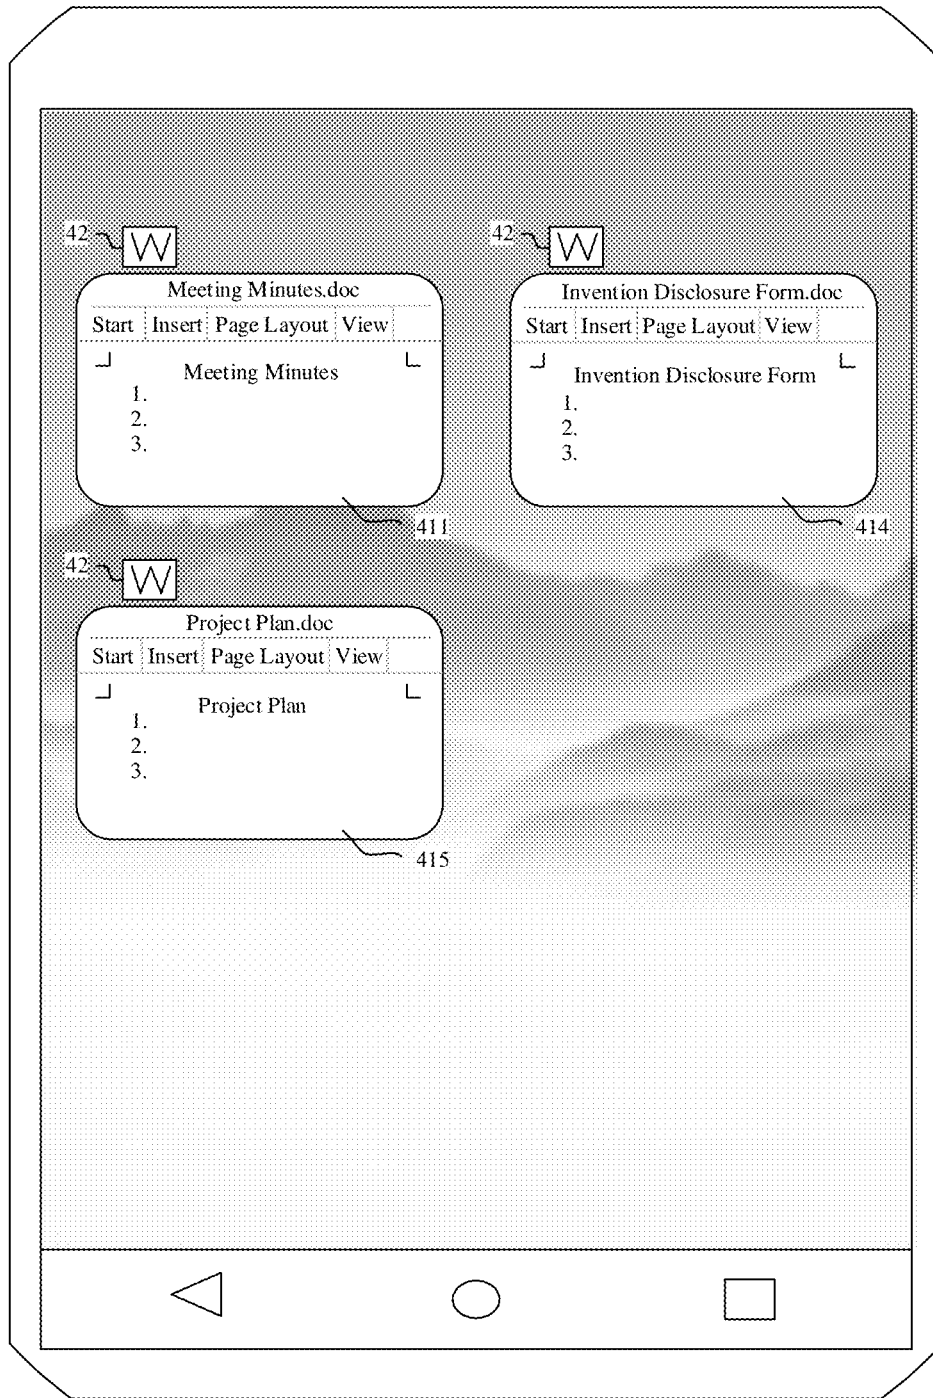 42 W
42 W
Meeting Minutes.doc
Start Insert Page Layout View
Meeting Minutes
1.
2.
3.
411
Invention Disclosure Form.doc
Start Insert Page Layout View
Invention Disclosure Form
1.
2.
3.
414
42 W
Project Plan.doc
Start Insert Page Layout View
Project Plan
1.
2.
3.
415